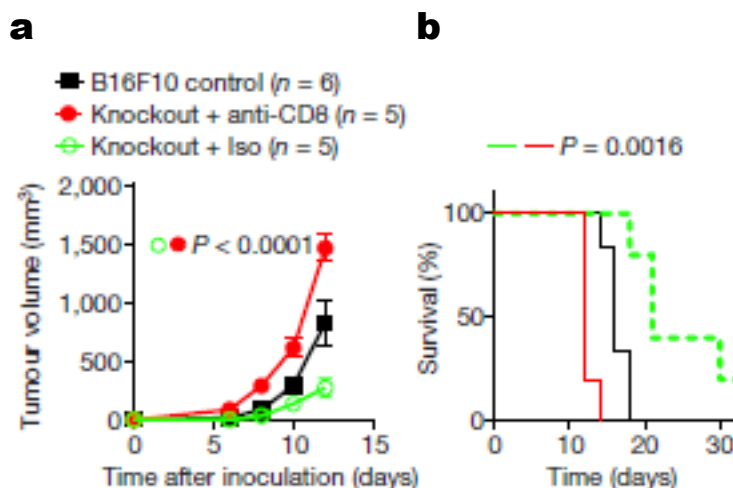 a
b
B16F10 control (n = 6)
Knockout + anti-CD8 (n = 5)
Knockout + Iso (n = 5)
P = 0.0016
2,000
1,500
1,000
500
0
Tumour volume (mm³)
P < 0.0001
0
5
10
15
Time after inoculation (days)
100
50
0
Survival (%)
0
10
20
30
Time (days)